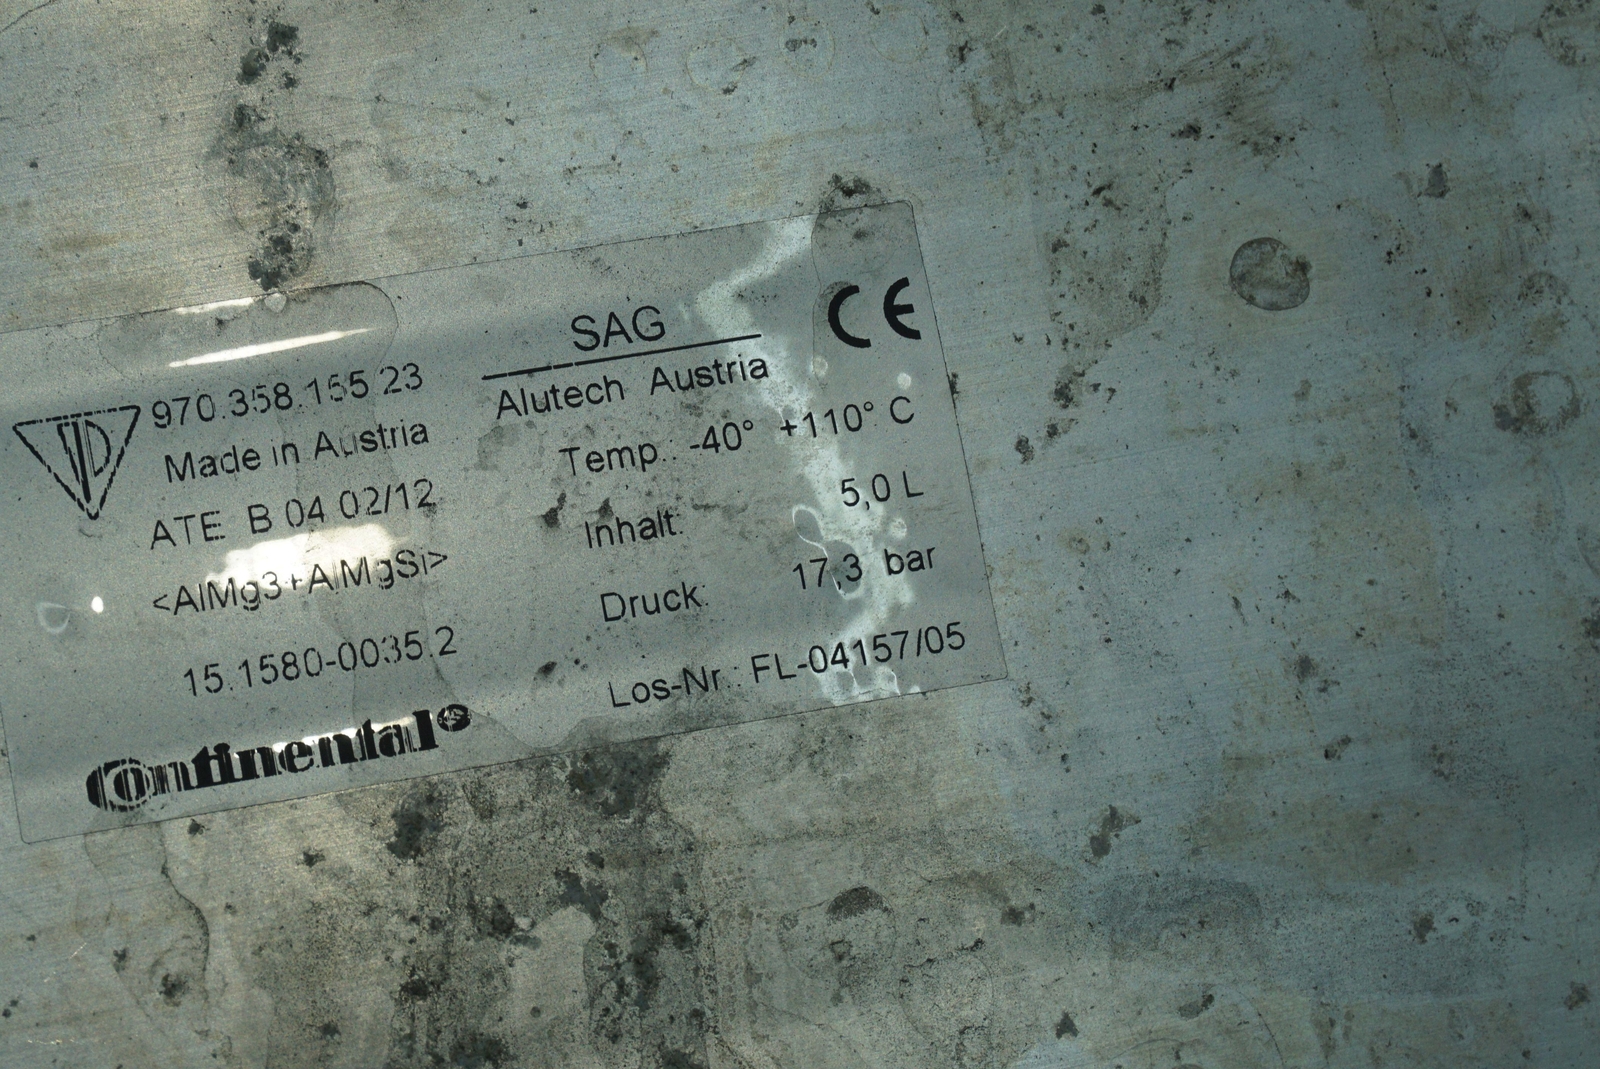 970.358.155.23
Made in Austria
ATE B 04 02/12
<AlMg3+AlMgSi>
15.1580-0035.2
Continental
SAG
Alutech Austria
CE
Temp.: -40° +110° C
Inhalt: 5,0 L
Druck: 17,3 bar
Los-Nr.: FL-04157/05